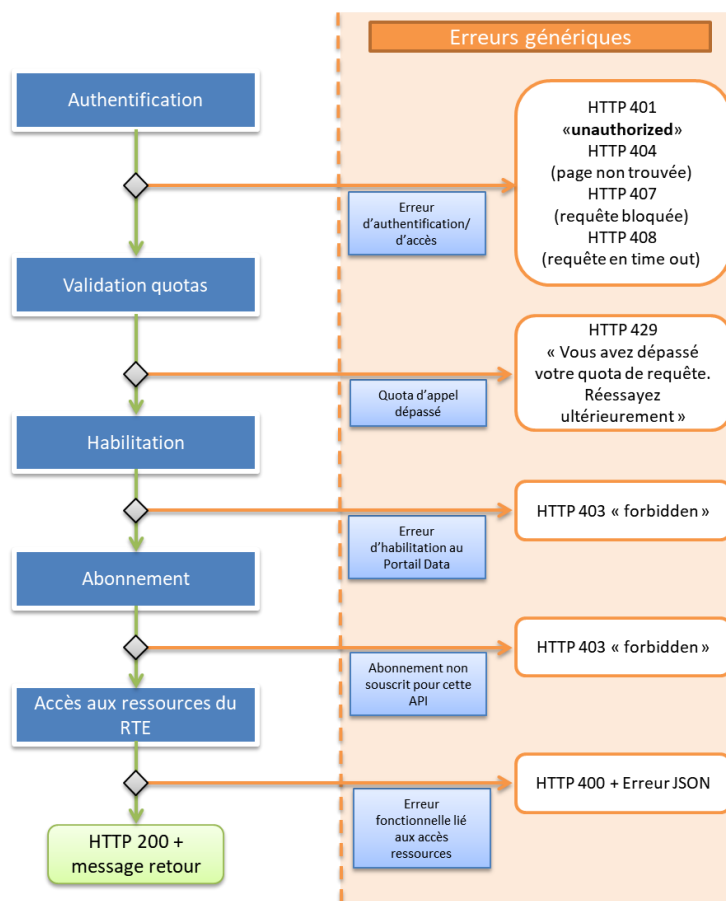 Erreurs génériques
Authentification
HTTP 401
«unauthorized»
HTTP 404
(page non trouvée)
HTTP 407
(requête bloquée)
HTTP 408
(requête en time out)
Erreur
d’authentification/
d’accès
Validation quotas
HTTP 429
« Vous avez dépassé
votre quota de requête.
Réessayez
ultérieurement »
Quota d’appel
dépassé
Habilitation
HTTP 403 « forbidden »
Erreur
d’habilitation au
Portail Data
Abonnement
HTTP 403 « forbidden »
Abonnement non
souscrit pour cette
API
Accès aux ressources du
RTE
HTTP 400 + Erreur JSON
Erreur
fonctionnelle lié
aux accès
ressources
HTTP 200 +
message retour